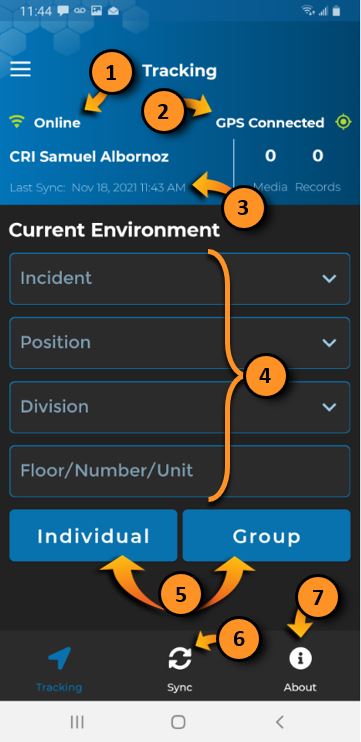 11:44
1
Tracking
2
Online
GPS Connected
CRI Samuel Albornoz
0 0
Last Sync: Nov 18, 2021 11:43 AM
Media Records
3
Current Environment
Incident
Position
4
Division
Floor/Number/Unit
Individual
Group
5
6
7
Tracking
Sync
About